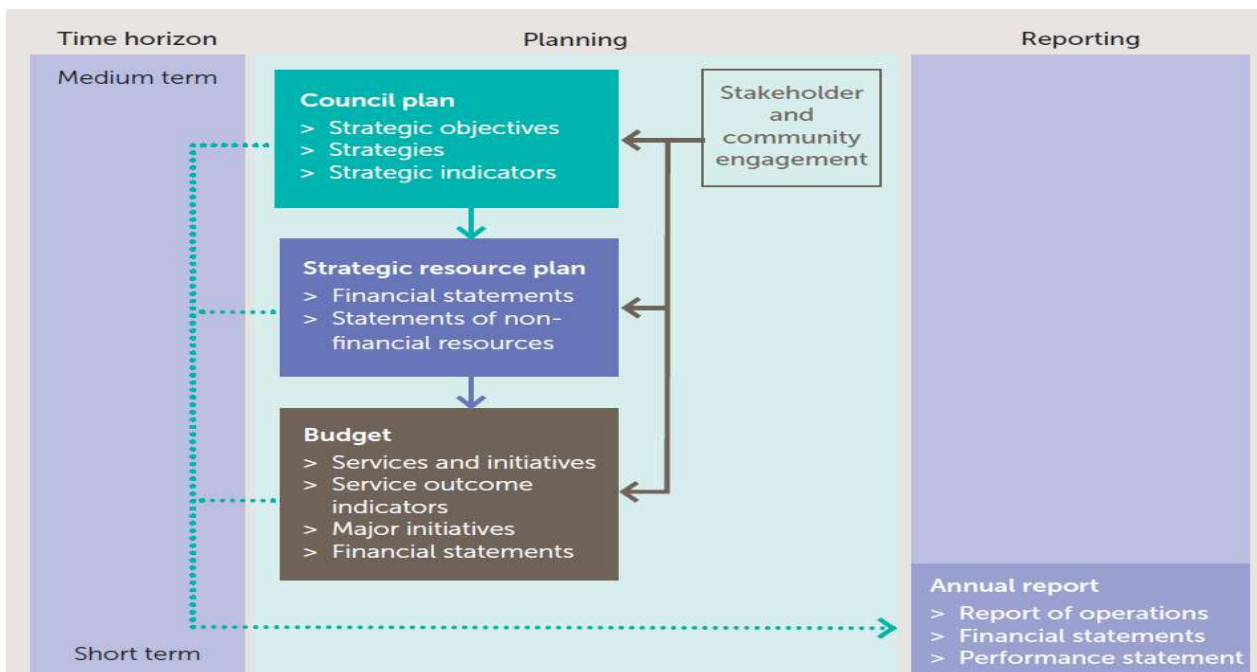 Time horizon
Planning
Reporting
Medium term
Council plan
> Strategic objectives
> Strategies
> Strategic indicators
Stakeholder
and
community
engagement
Strategic resource plan
> Financial statements
> Statements of non-
financial resources
Budget
> Services and initiatives
> Service outcome
indicators
> Major initiatives
> Financial statements
Annual report
> Report of operations
> Financial statements
> Performance statement
Short term